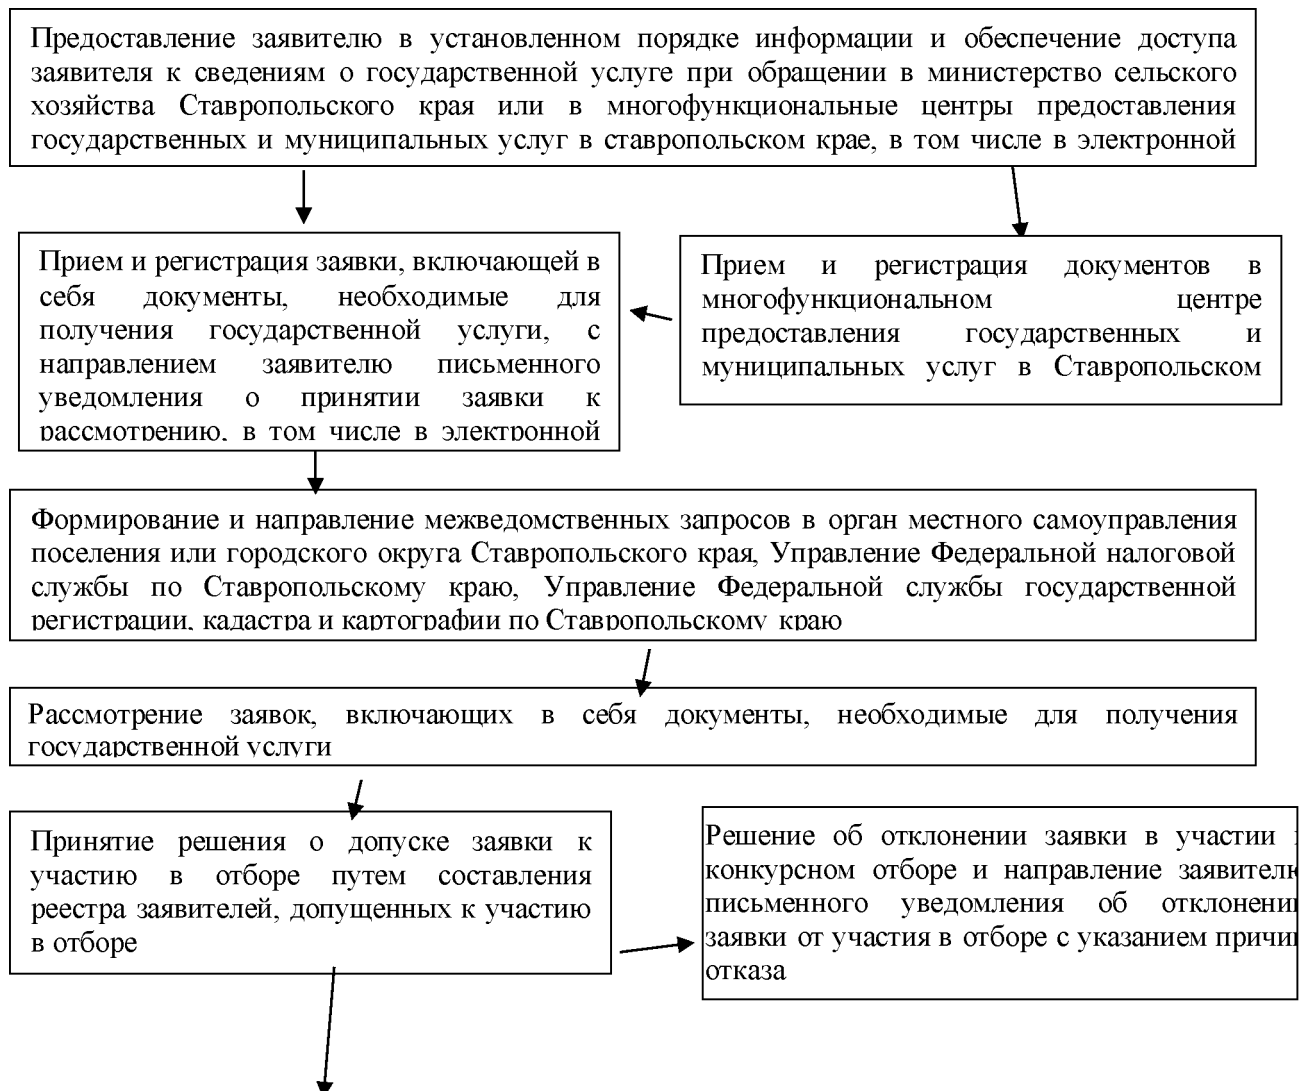 Предоставление заявителю в установленном порядке информации и обеспечение доступа
заявителя к сведениям о государственной услуге при обращении в министерство сельского
хозяйства Ставропольского края или в многофункциональные центры предоставления
государственных и муниципальных услуг в ставропольском крае, в том числе в электронной
Прием и регистрация заявки, включающей в
себя документы, необходимые для
получения государственной услуги, с
направлением заявителю письменного
уведомления о принятии заявки к
рассмотрению, в том числе в электронной
Прием и регистрация документов в
многофункциональном центре
предоставления государственных и
муниципальных услуг в Ставропольском
Формирование и направление межведомственных запросов в орган местного самоуправления
поселения или городского округа Ставропольского края, Управление Федеральной налоговой
службы по Ставропольскому краю, Управление Федеральной службы государственной
регистрации, кадастра и картографии по Ставропольскому краю
Рассмотрение заявок, включающих в себя документы, необходимые для получения
государственной услуги
Принятие решения о допуске заявки к
участию в отборе путем составления
реестра заявителей, допущенных к участию
в отборе
Решение об отклонении заявки в участии
конкурсном отборе и направление
письменного уведомления об
заявки от участия в отборе с указанием
отказа